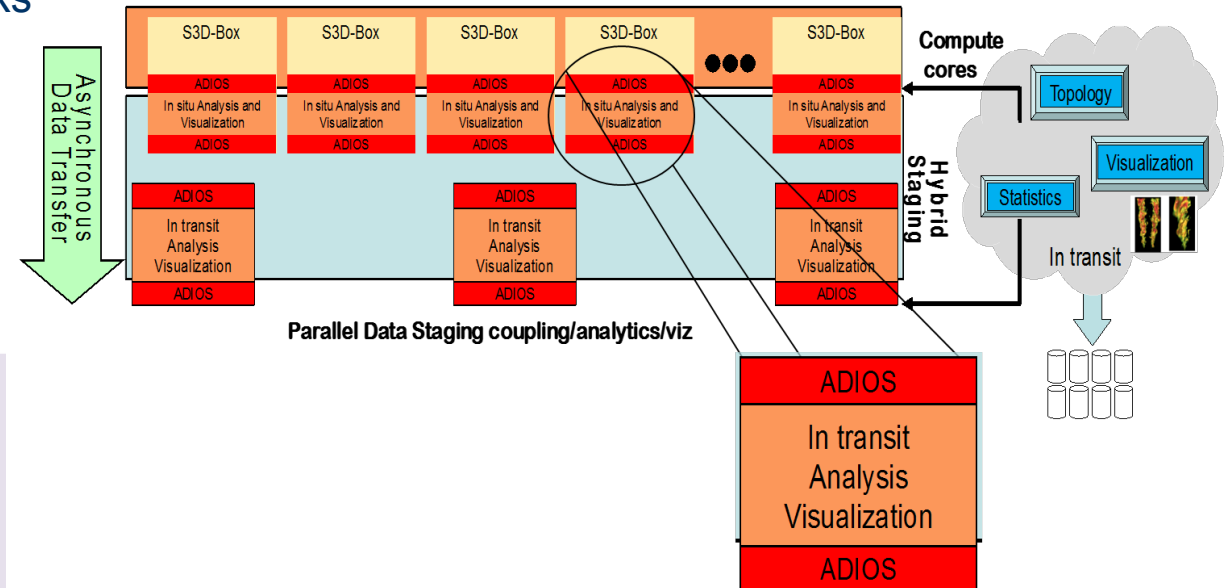 S3D-Box
S3D-Box
S3D-Box
S3D-Box
S3D-Box
ADIOS
ADIOS
ADIOS
ADIOS
ADIOS
In situ Analysis and
Visualization
In situ Analysis and
Visualization
In situ Analysis and
Visualization
In situ Analysis and
Visualization
In situ Analysis and
Visualization
ADIOS
ADIOS
ADIOS
ADIOS
ADIOS
Asynchronous
Data Transfer
ADIOS
In transit
Analysis
Visualization
ADIOS
ADIOS
In transit
Analysis
Visualization
ADIOS
ADIOS
In transit
Analysis
Visualization
ADIOS
Hybrid
Staging
Compute
cores
Topology
Visualization
Statistics
In transit
Parallel Data Staging coupling/analytics/viz
ADIOS
In transit
Analysis
Visualization
ADIOS